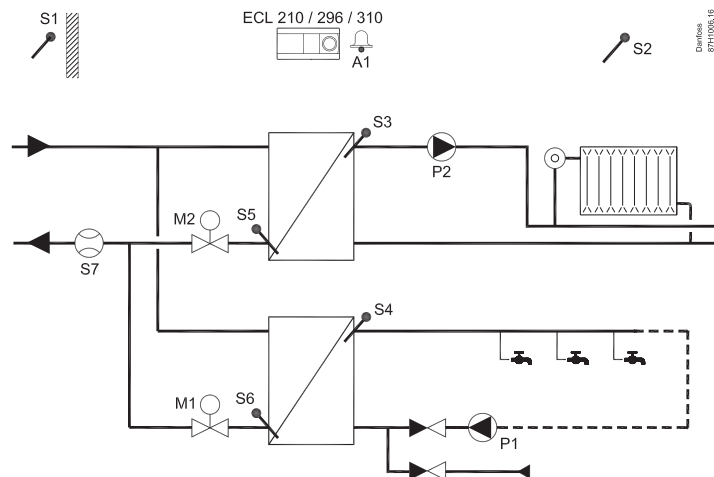 S1
ECL 210 / 296 / 310
A1
S2
Danfoss
87H1006.16
S3
P2
M2
S5
S7
S4
M1
S6
P1